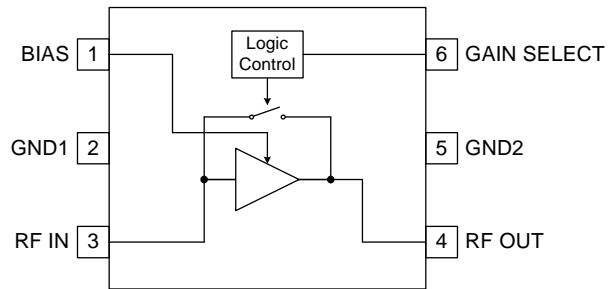 BIAS 1
Logic
Control
6 GAIN SELECT
GND1 2
5 GND2
RF IN 3
4 RF OUT